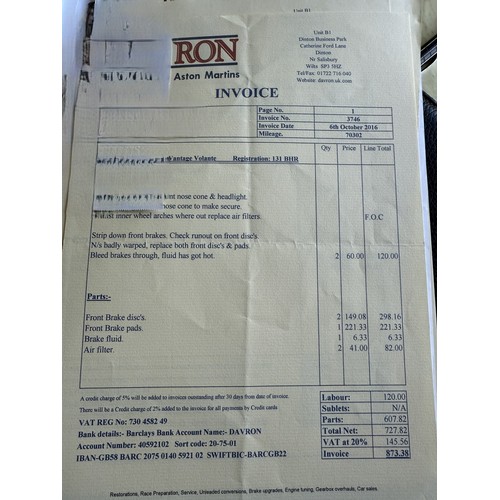 Unit B1
RON
Aston Martins
Unit B1
Dinton Business Park
Catherine Ford Lane
Dinton
Nr Salisbury
Wilts SP3 5HZ
Tel/Fax: 01722 716 040
Website: davron.uk.com
INVOICE
Page No. 1
Invoice No. 3746
Invoice Date 6th October 2016
Mileage. 70302
Qty Price Line Total
Vantage Volante Registration: 131 BHR
nose cone & headlight.
nose cone to make secure.
inner wheel arches where out replace air filters. F.O.C
Strip down front brakes. Check runout on front disc's.
N/s badly warped, replace both front disc's & pads.
Bleed brakes through, fluid has got hot. 2 60.00 120.00
Parts:-
Front Brake disc's. 2 149.08 298.16
Front Brake pads. 1 221.33 221.33
Brake fluid. 1 6.33 6.33
Air filter. 2 41.00 82.00
A credit charge of 5% will be added to invoices outstanding after 30 days from date of invoice.
There will be a Credit charge of 2% added to the invoice for all payments by Credit cards
VAT REG No: 730 4582 49
Bank details:- Barclays Bank Account Name:- DAVRON
Account Number: 40592102 Sort code: 20-75-01
IBAN-GB58 BARC 2075 0140 5921 02 SWIFTBIC-BARCGB22
Labour: 120.00
Sublets: N/A
Parts: 607.82
Total Net: 727.82
VAT at 20% 145.56
Invoice 873.38
Restorations, Race Preparation, Service, Unleaded conversions, Brake upgrades, Engine tuning, Gearbox overhauls, Car sales.